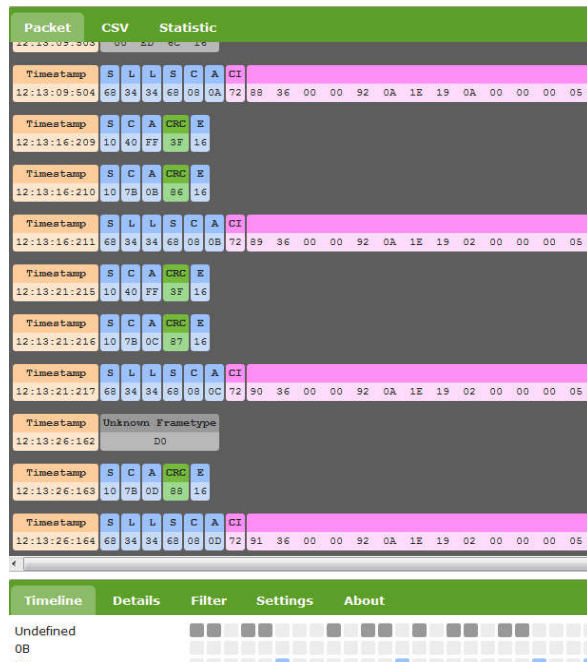 Packet CSV Statistic
12:13:09:503 00 ED 6C 16
Timestamp S L L S C A CI
12:13:09:504 68 34 34 68 08 0A 72 88 36 00 00 92 0A 1E 19 0A 00 00 00 05
Timestamp S C A CRC E
12:13:16:209 10 40 FF 3F 16
Timestamp S C A CRC E
12:13:16:210 10 7B 0B 86 16
Timestamp S L L S C A CI
12:13:16:211 68 34 34 68 08 0B 72 89 36 00 00 92 0A 1E 19 02 00 00 00 05
Timestamp S C A CRC E
12:13:21:215 10 40 FF 3F 16
Timestamp S C A CRC E
12:13:21:216 10 7B 0C 87 16
Timestamp S L L S C A CI
12:13:21:217 68 34 34 68 08 0C 72 90 36 00 00 92 0A 1E 19 02 00 00 00 05
Timestamp Unknown Frametype
12:13:26:162 D0
Timestamp S C A CRC E
12:13:26:163 10 7B 0D 88 16
Timestamp S L L S C A CI
12:13:26:164 68 34 34 68 08 0D 72 91 36 00 00 92 0A 1E 19 02 00 00 00 05
Timeline Details Filter Settings About
Undefined
0B